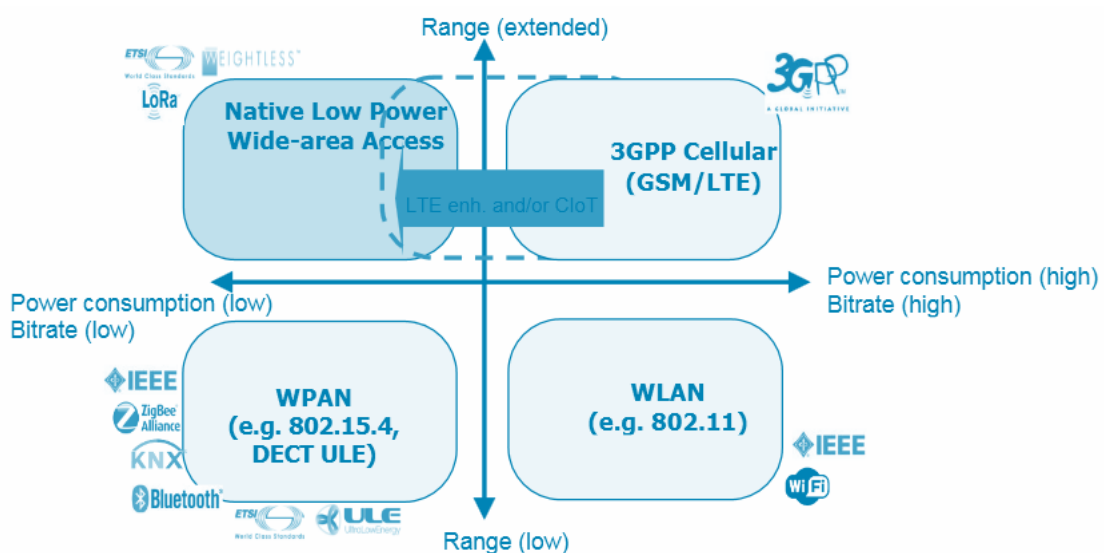 Range (extended)
ETSI
World Class Standards
WEIGHTLESS™
LoRa
3GPP
A GLOBAL INITIATIVE
Native Low Power
Wide-area Access
3GPP Cellular
(GSM/LTE)
LTE enh. and/or CIoT
Power consumption (low)
Bitrate (low)
Power consumption (high)
Bitrate (high)
IEEE
ZigBee
Alliance
KNX
Bluetooth®
WPAN
(e.g. 802.15.4,
DECT ULE)
WLAN
(e.g. 802.11)
IEEE
WiFi
ETSI
World Class Standards
ULE
UltraLowEnergy
Range (low)